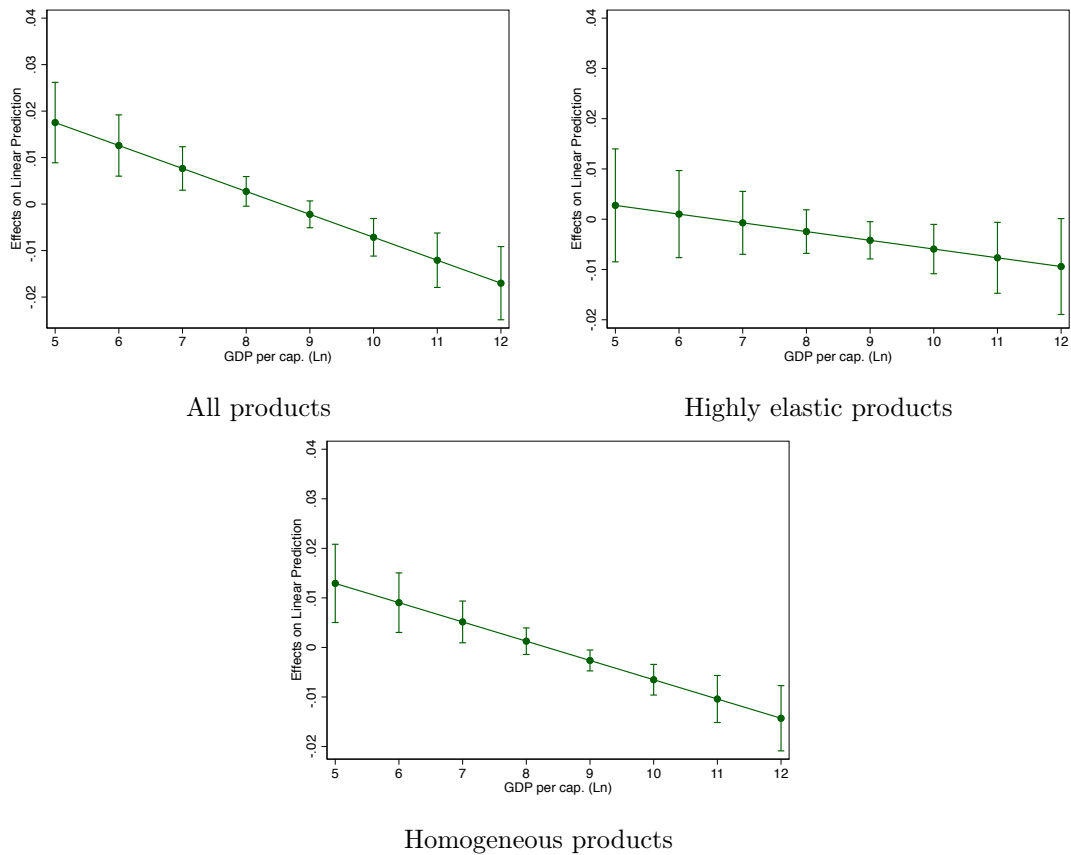 Effects on Linear Prediction
.04
.03
.02
.01
0
-.01
-.02
5 6 7 8 9 10 11 12
GDP per cap. (Ln)
All products
Effects on Linear Prediction
.04
.03
.02
.01
0
-.01
-.02
5 6 7 8 9 10 11 12
GDP per cap. (Ln)
Highly elastic products
Effects on Linear Prediction
.04
.03
.02
.01
0
-.01
-.02
5 6 7 8 9 10 11 12
GDP per cap. (Ln)
Homogeneous products